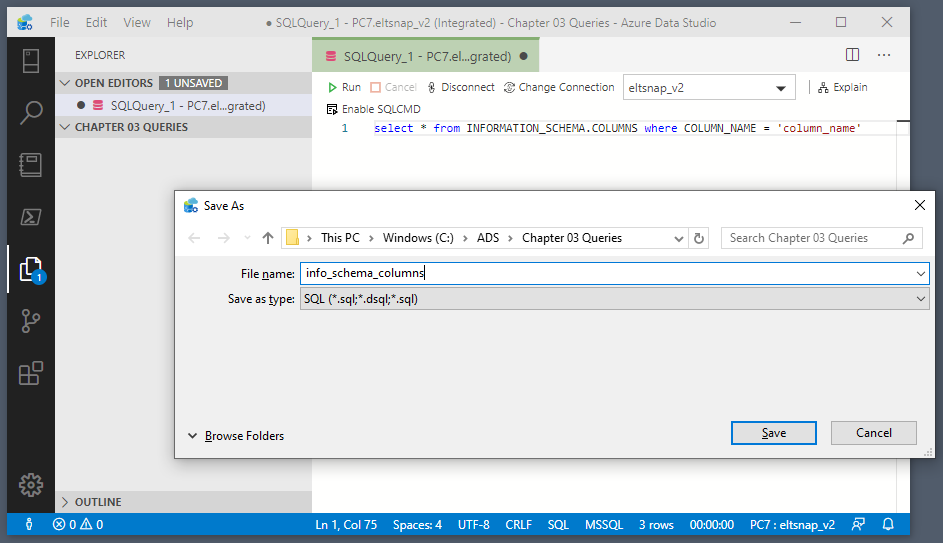 File Edit View Help ● SQLQuery_1 - PC7.eltsnap_v2 (Integrated) - Chapter 03 Queries - Azure Data Studio
EXPLORER
SQLQuery_1 - PC7.el...grated) ●
OPEN EDITORS 1 UNSAVED
● SQLQuery_1 - PC7.el...grated)
CHAPTER 03 QUERIES
Run Cancel Disconnect Change Connection eltsnap_v2 Explain
Enable SQLCMD
1 select * from INFORMATION_SCHEMA.COLUMNS where COLUMN_NAME = 'column_name'
Save As
This PC > Windows (C:) > ADS > Chapter 03 Queries
Search Chapter 03 Queries
File name: info_schema_columns
Save as type: SQL (*.sql;*.dsql;*.sql)
Browse Folders
Save Cancel
1
OUTLINE
0 0 Ln 1, Col 75 Spaces: 4 UTF-8 CRLF SQL MSSQL 3 rows 00:00:00 PC7 : eltsnap_v2